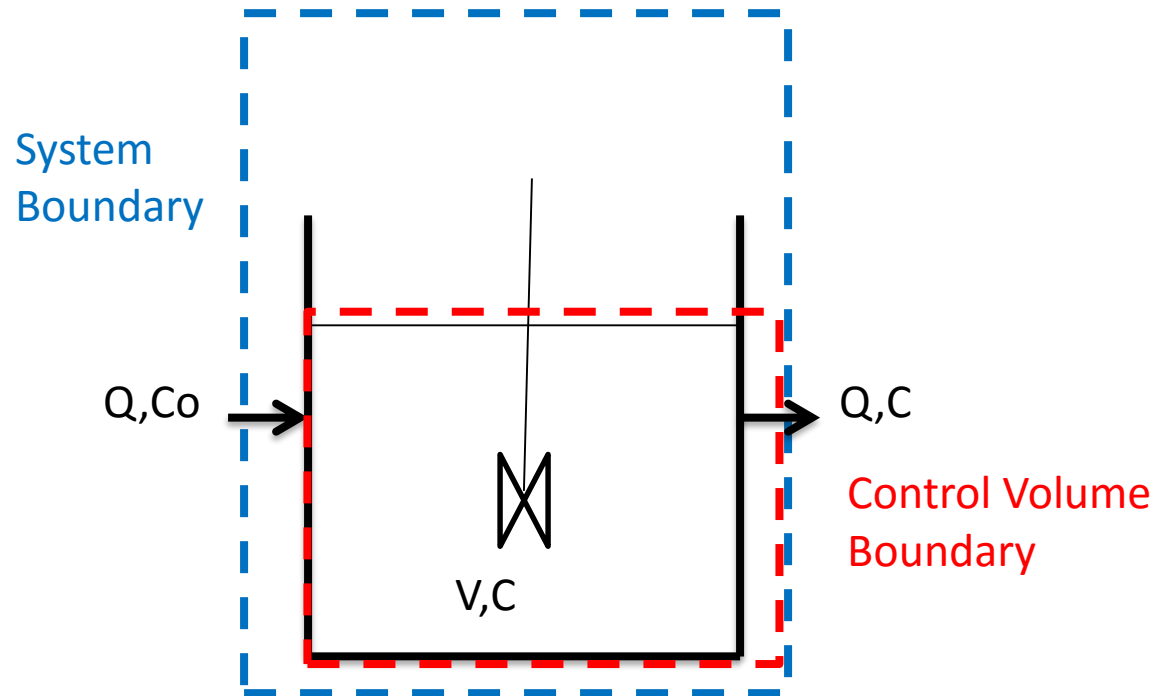 System
Boundary
Q,Co
Q,C
Control Volume
Boundary
V,C